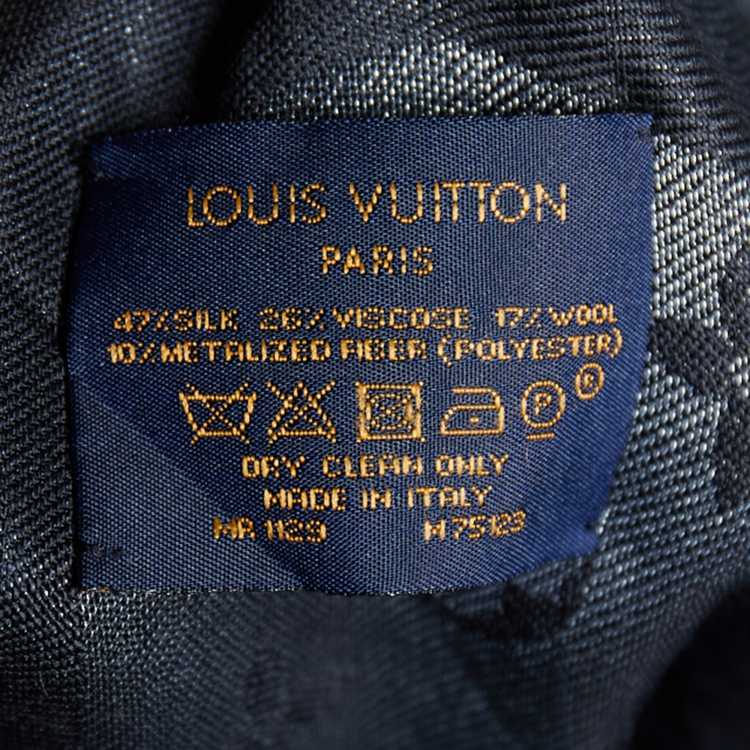 LOUIS VUITTON
PARIS
47% SILK 26% VISCOSE 17% WOOL
10% METALIZED FIBER (POLYESTER)
P ®
DRY CLEAN ONLY
MADE IN ITALY
MR 1129 M 75123